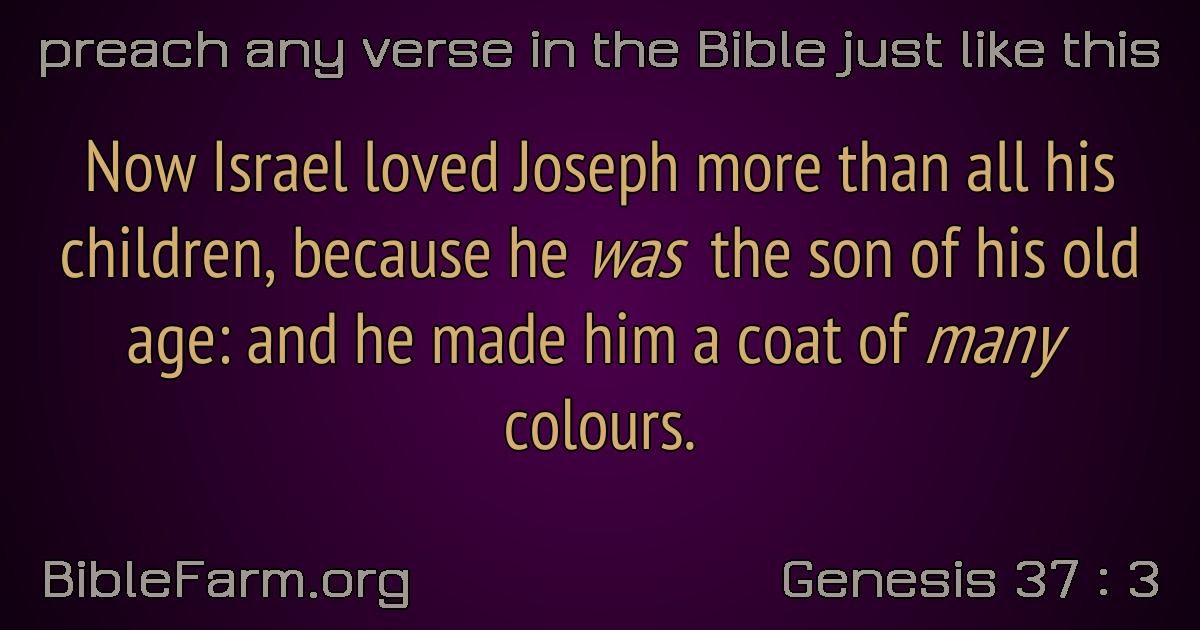 preach any verse in the Bible just like this
Now Israel loved Joseph more than all his
children, because he was the son of his old
age: and he made him a coat of many
colours.
BibleFarm.org
Genesis 37 : 3